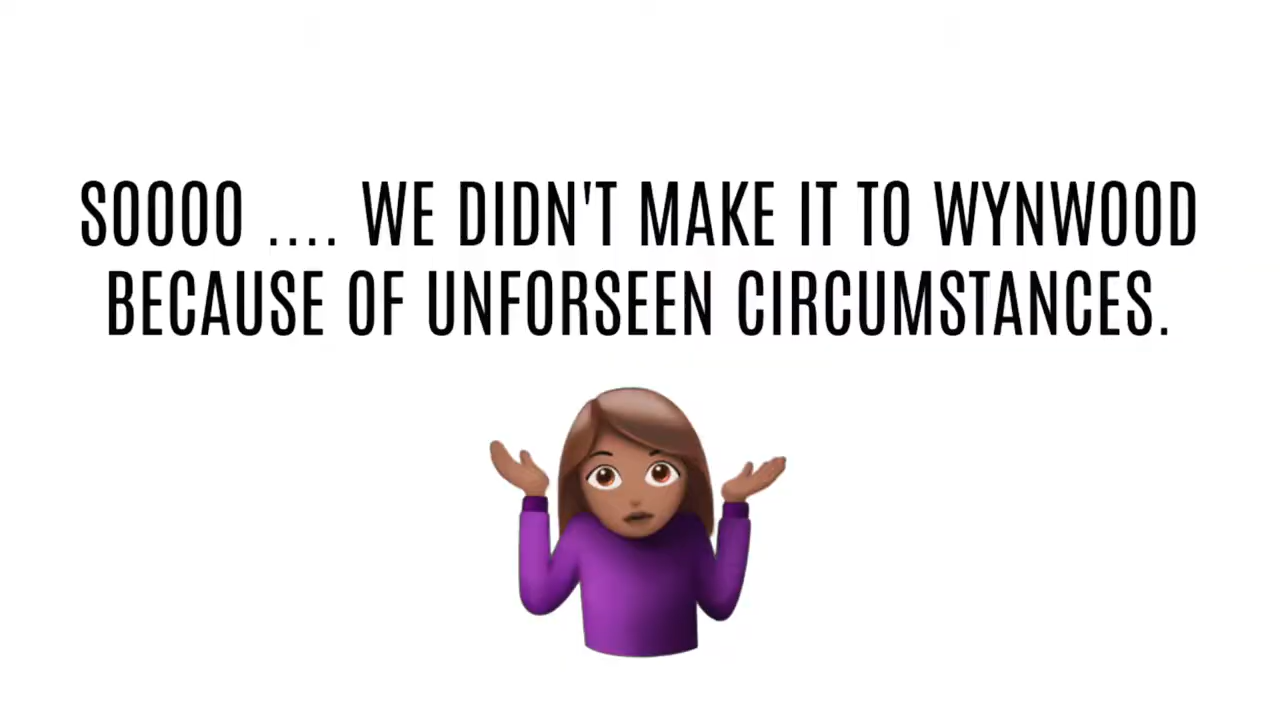 SOOOO .... WE DIDN'T MAKE IT TO WYNWOOD
BECAUSE OF UNFORSEEN CIRCUMSTANCES.